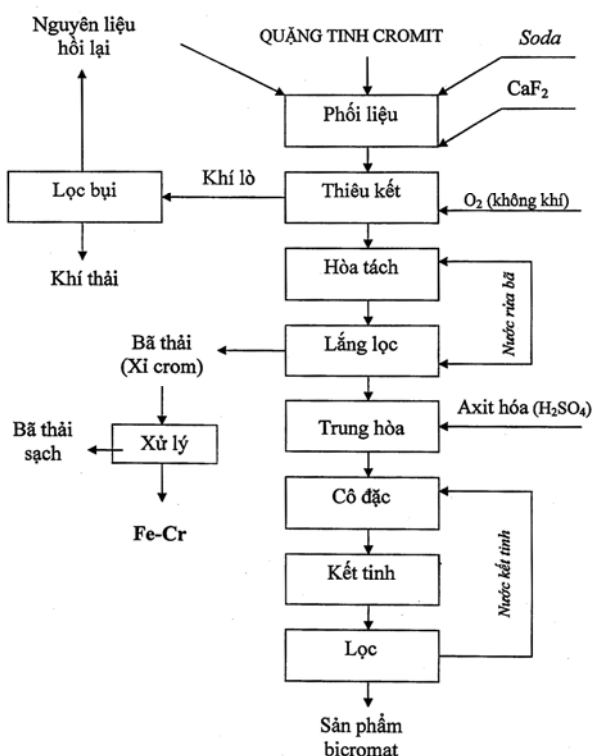 Nguyên liệu
hồi lại
QUẶNG TINH CROMIT
Soda
CaF₂
Phối liệu
Lọc bụi
Khí lò
Thiêu kết
O₂ (không khí)
Khí thải
Hòa tách
Nước rửa bã
Bã thải
(Xỉ crom)
Lắng lọc
Axit hóa (H₂SO₄)
Trung hòa
Bã thải
sạch
Xử lý
Cô đặc
Fe-Cr
Nước kết tinh
Kết tinh
Lọc
Sản phẩm
bicromat